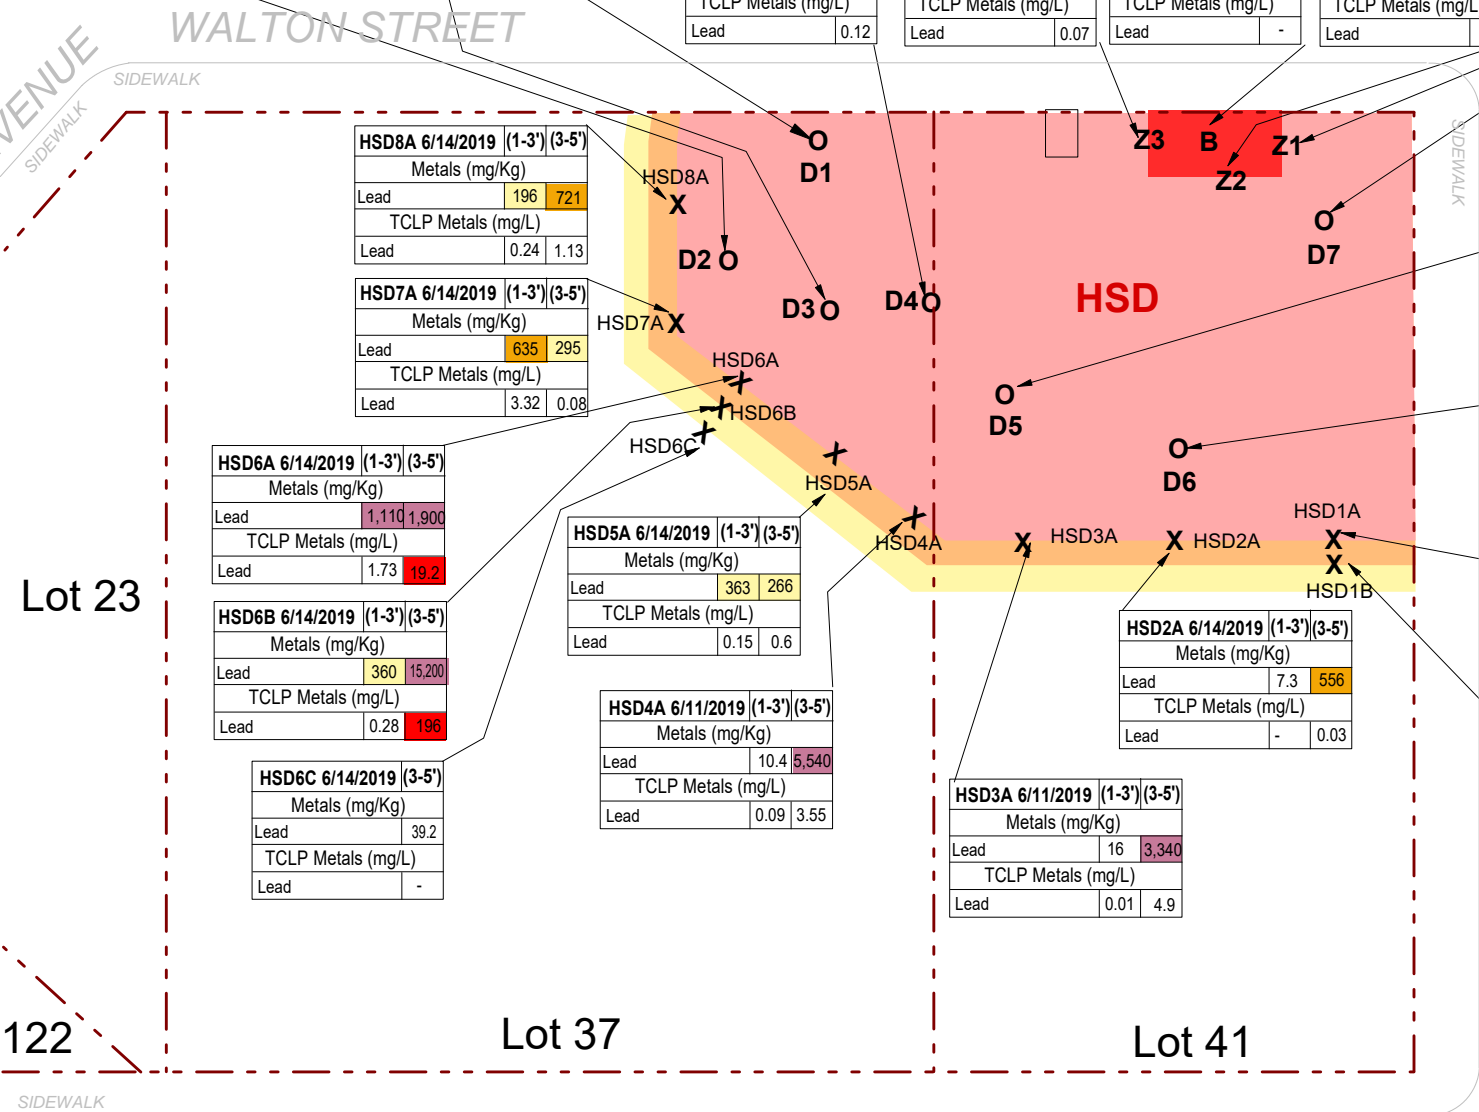 WALTON STREET
AVENUE
SIDEWALK
SIDEWALK
SIDEWALK
TCLP Metals (mg/L)
Lead 0.12
TCLP Metals (mg/L)
Lead 0.07
TCLP Metals (mg/L)
Lead -
TCLP Metals (mg/L
Lead
HSD8A 6/14/2019 (1-3') (3-5')
Metals (mg/Kg)
Lead 196 721
TCLP Metals (mg/L)
Lead 0.24 1.13
HSD8A
X
D1
O
D2 O
D3 O
D4 O
Z3
B
Z1
Z2
O
D7
HSD
HSD7A 6/14/2019 (1-3') (3-5')
Metals (mg/Kg)
Lead 635 295
TCLP Metals (mg/L)
Lead 3.32 0.08
HSD7A X
HSD6A
X
X HSD6B
HSD6C X
O
D5
O
D6
X
HSD5A
X
HSD4A
X HSD3A
X HSD2A
HSD1A
X
X
HSD1B
HSD6A 6/14/2019 (1-3') (3-5')
Metals (mg/Kg)
Lead 1,110 1,900
TCLP Metals (mg/L)
Lead 1.73 19.2
HSD5A 6/14/2019 (1-3') (3-5')
Metals (mg/Kg)
Lead 363 266
TCLP Metals (mg/L)
Lead 0.15 0.6
Lot 23
HSD6B 6/14/2019 (1-3') (3-5')
Metals (mg/Kg)
Lead 360 15,200
TCLP Metals (mg/L)
Lead 0.28 196
HSD2A 6/14/2019 (1-3') (3-5')
Metals (mg/Kg)
Lead 7.3 556
TCLP Metals (mg/L)
Lead - 0.03
HSD4A 6/11/2019 (1-3') (3-5')
Metals (mg/Kg)
Lead 10.4 5,540
TCLP Metals (mg/L)
Lead 0.09 3.55
HSD6C 6/14/2019 (3-5')
Metals (mg/Kg)
Lead 39.2
TCLP Metals (mg/L)
Lead -
HSD3A 6/11/2019 (1-3') (3-5')
Metals (mg/Kg)
Lead 16 3,340
TCLP Metals (mg/L)
Lead 0.01 4.9
122
Lot 37
Lot 41
SIDEWALK